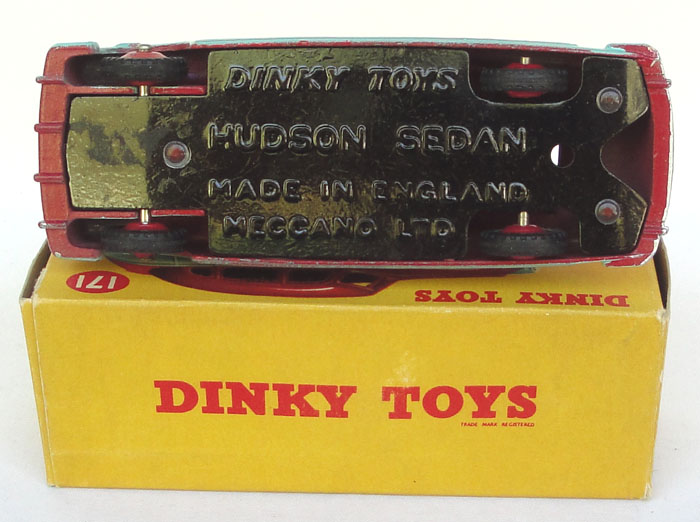 DINKY TOYS
HUDSON SEDAN
MADE IN ENGLAND
MECCANO LTD
171
DINKY TOYS
DINKY TOYS
TRADE MARK REGISTERED